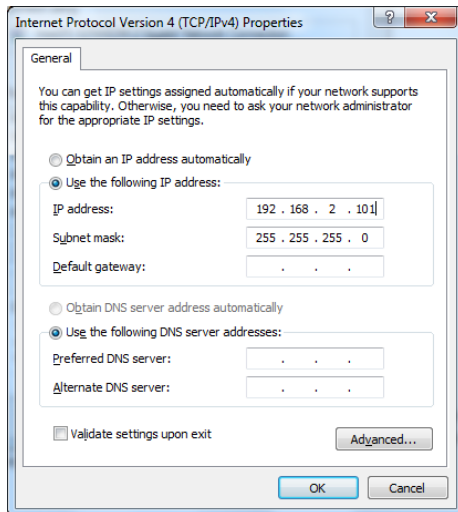 Internet Protocol Version 4 (TCP/IPv4) Properties
General
You can get IP settings assigned automatically if your network supports
this capability. Otherwise, you need to ask your network administrator
for the appropriate IP settings.
Obtain an IP address automatically
Use the following IP address:
IP address: 192 . 168 . 2 . 101
Subnet mask: 255 . 255 . 255 . 0
Default gateway: . . .
Obtain DNS server address automatically
Use the following DNS server addresses:
Preferred DNS server: . . .
Alternate DNS server: . . .
Validate settings upon exit
Advanced...
OK Cancel